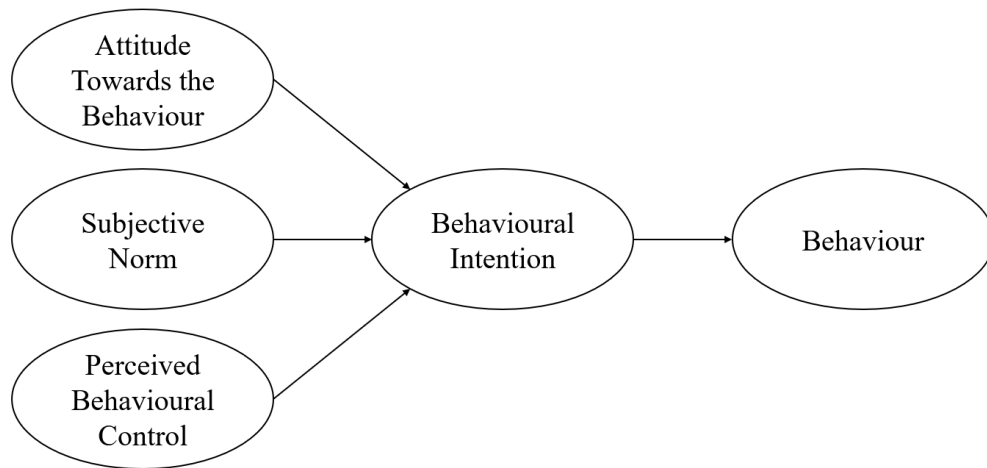 Attitude
Towards the
Behaviour
Subjective
Norm
Perceived
Behavioural
Control
Behavioural
Intention
Behaviour